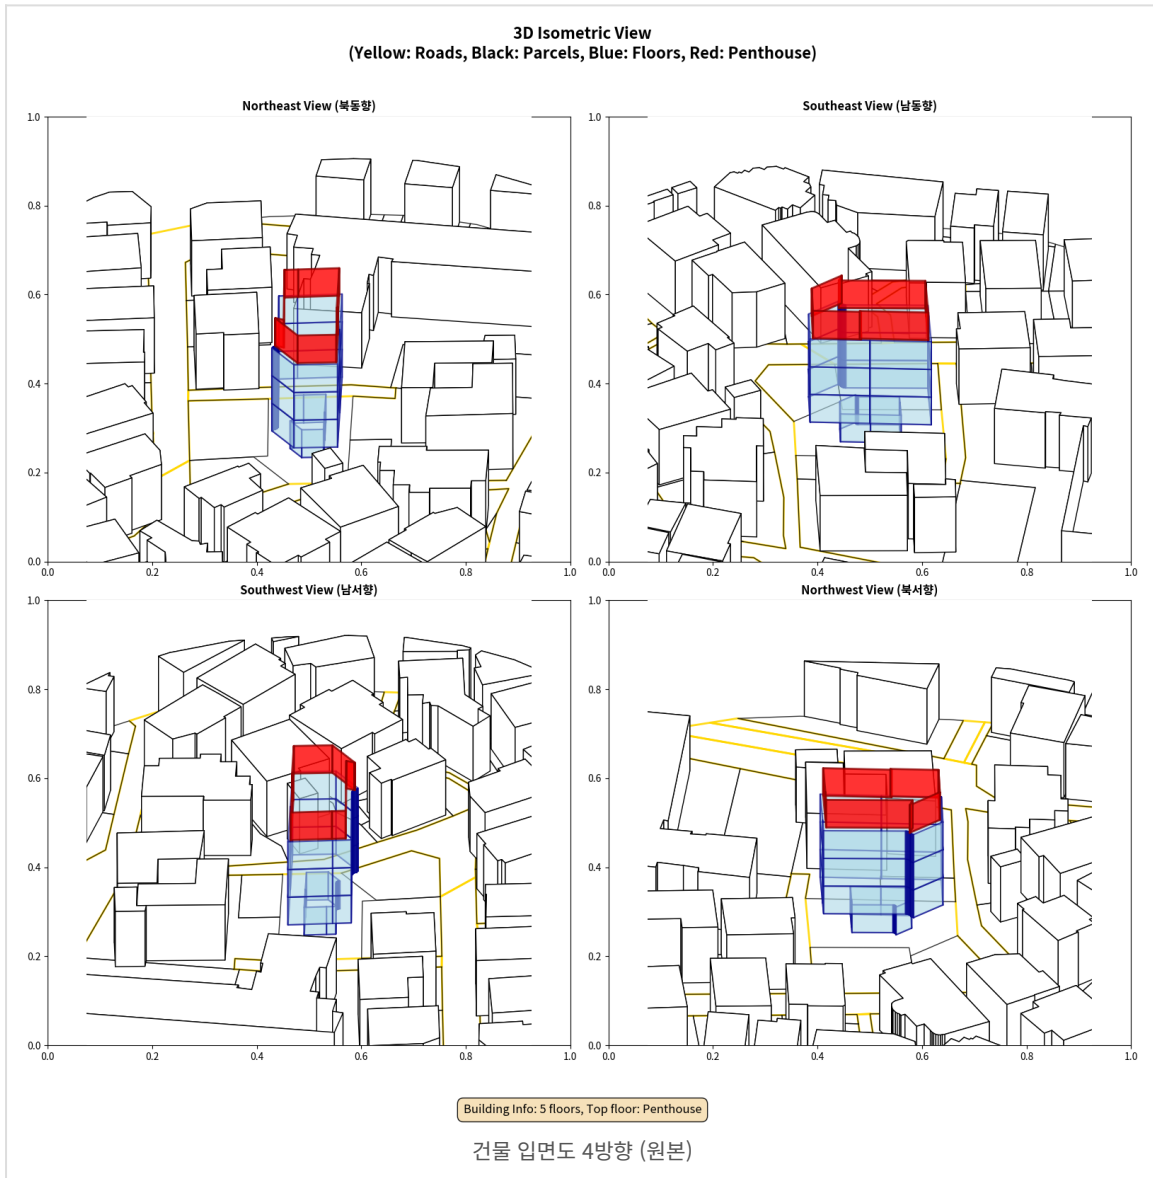 3D Isometric View
(Yellow: Roads, Black: Parcels, Blue: Floors, Red: Penthouse)
Northeast View (북동향)
1.0
0.8
0.6
0.4
0.2
0.0
0.0 0.2 0.4 0.6 0.8 1.0
Southeast View (남동향)
1.0
0.8
0.6
0.4
0.2
0.0
0.0 0.2 0.4 0.6 0.8 1.0
Southwest View (남서향)
1.0
0.8
0.6
0.4
0.2
0.0
0.0 0.2 0.4 0.6 0.8 1.0
Northwest View (북서향)
1.0
0.8
0.6
0.4
0.2
0.0
0.0 0.2 0.4 0.6 0.8 1.0
Building Info: 5 floors, Top floor: Penthouse
건물 입면도 4방향 (원본)